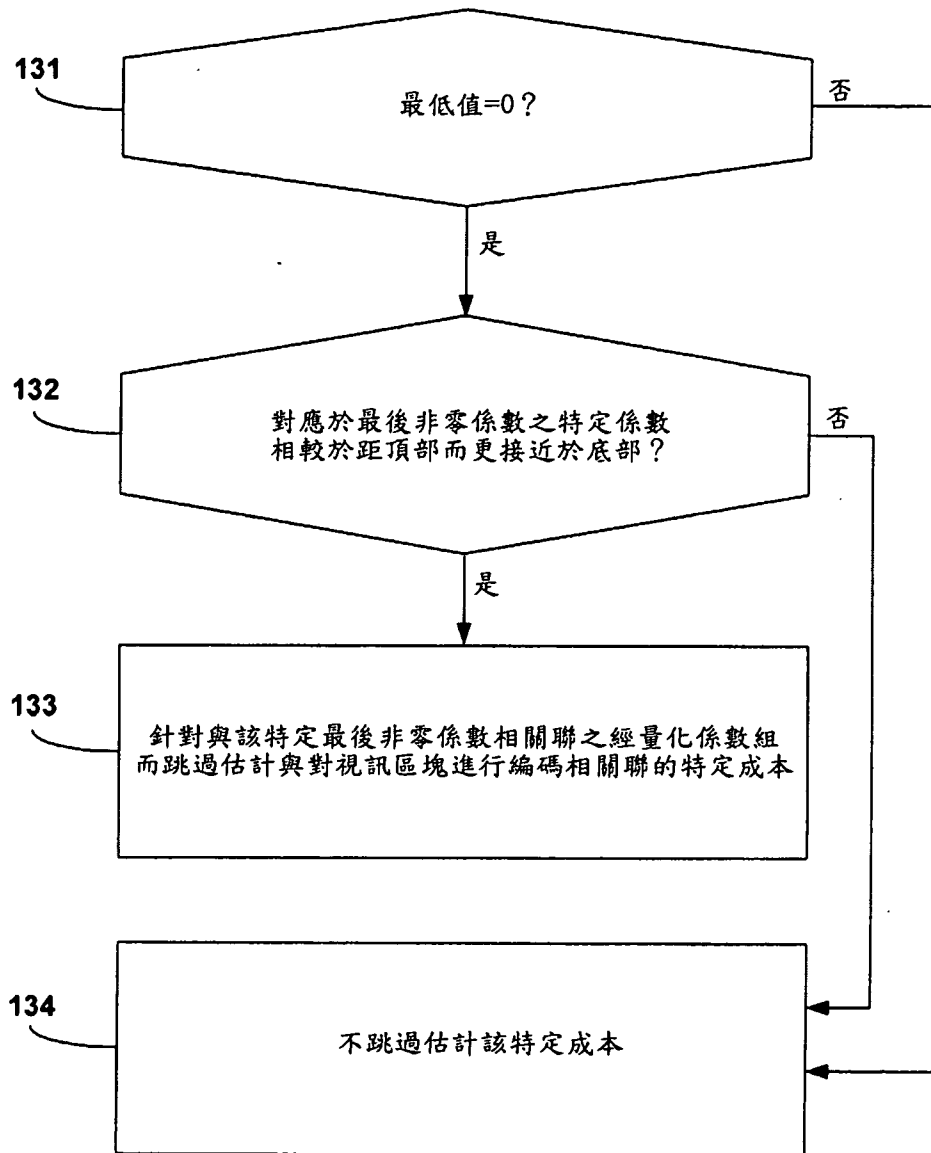 131
最低值=0?
否
是
132
對應於最後非零係數之特定係數
相較於距頂部而更接近於底部?
否
是
133
針對與該特定最後非零係數相關聯之經量化係數組
而跳過估計與對視訊區塊進行編碼相關聯的特定成本
134
不跳過估計該特定成本